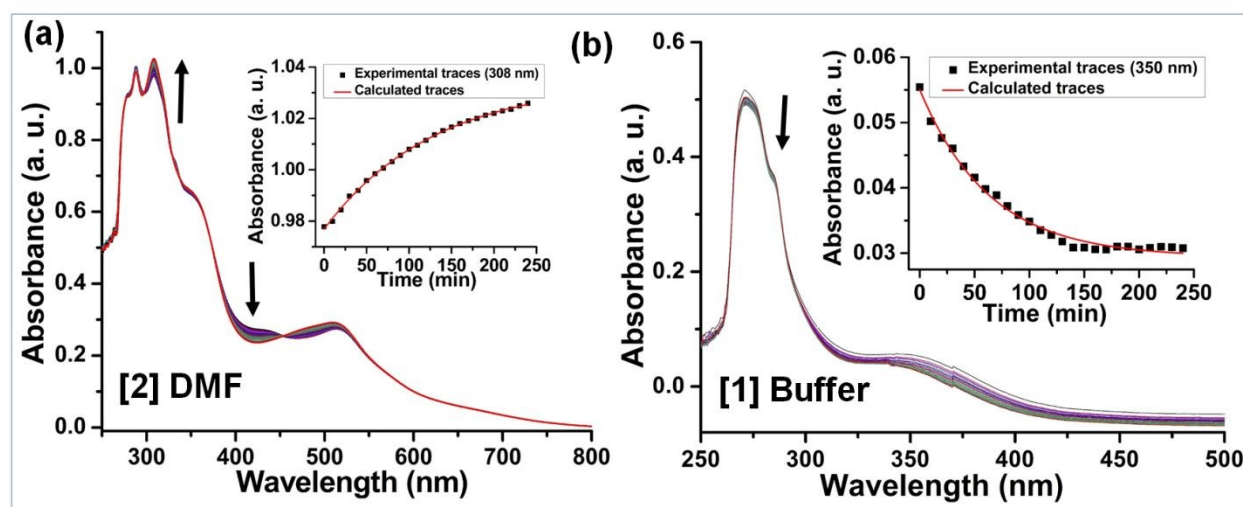 (a)
Absorbance (a. u.)
1.0
0.8
0.6
0.4
0.2
0.0
300 400 500 600 700 800
Wavelength (nm)
[2] DMF
Absorbance (a. u.)
1.04
1.02
1.00
0.98
0 50 100 150 200 250
Time (min)
Experimental traces (308 nm)
Calculated traces
(b)
Absorbance (a. u.)
0.6
0.4
0.2
0.0
250 300 350 400 450 500
Wavelength (nm)
[1] Buffer
Absorbance (a. u.)
0.06
0.05
0.04
0.03
0 50 100 150 200 250
Time (min)
Experimental traces (350 nm)
Calculated traces